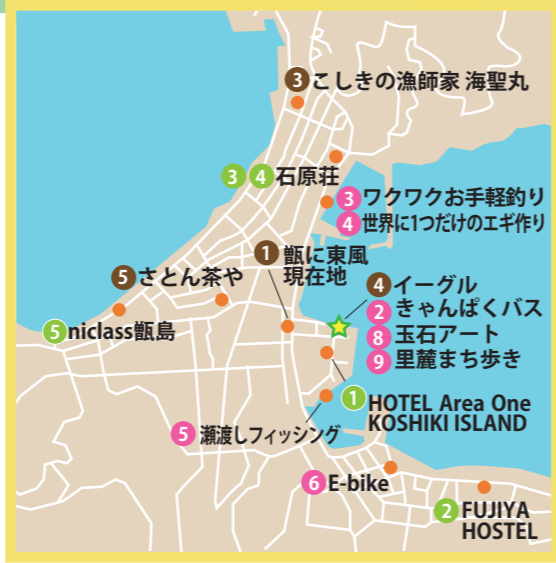 3 こしきの漁師家 海聖丸
3 4 石原荘
3 ワクワクお手軽釣り
4 世界に1つだけのエギ作り
1 甑に東風
現在地
5 さとん茶や
4 イーグル
2 きゃんぱくバス
8 玉石アート
9 里麓まち歩き
5 niclass甑島
1 HOTEL Area One
KOSHIKI ISLAND
5 瀬渡しフィッシング
6 E-bike
2 FUJIYA
HOSTEL